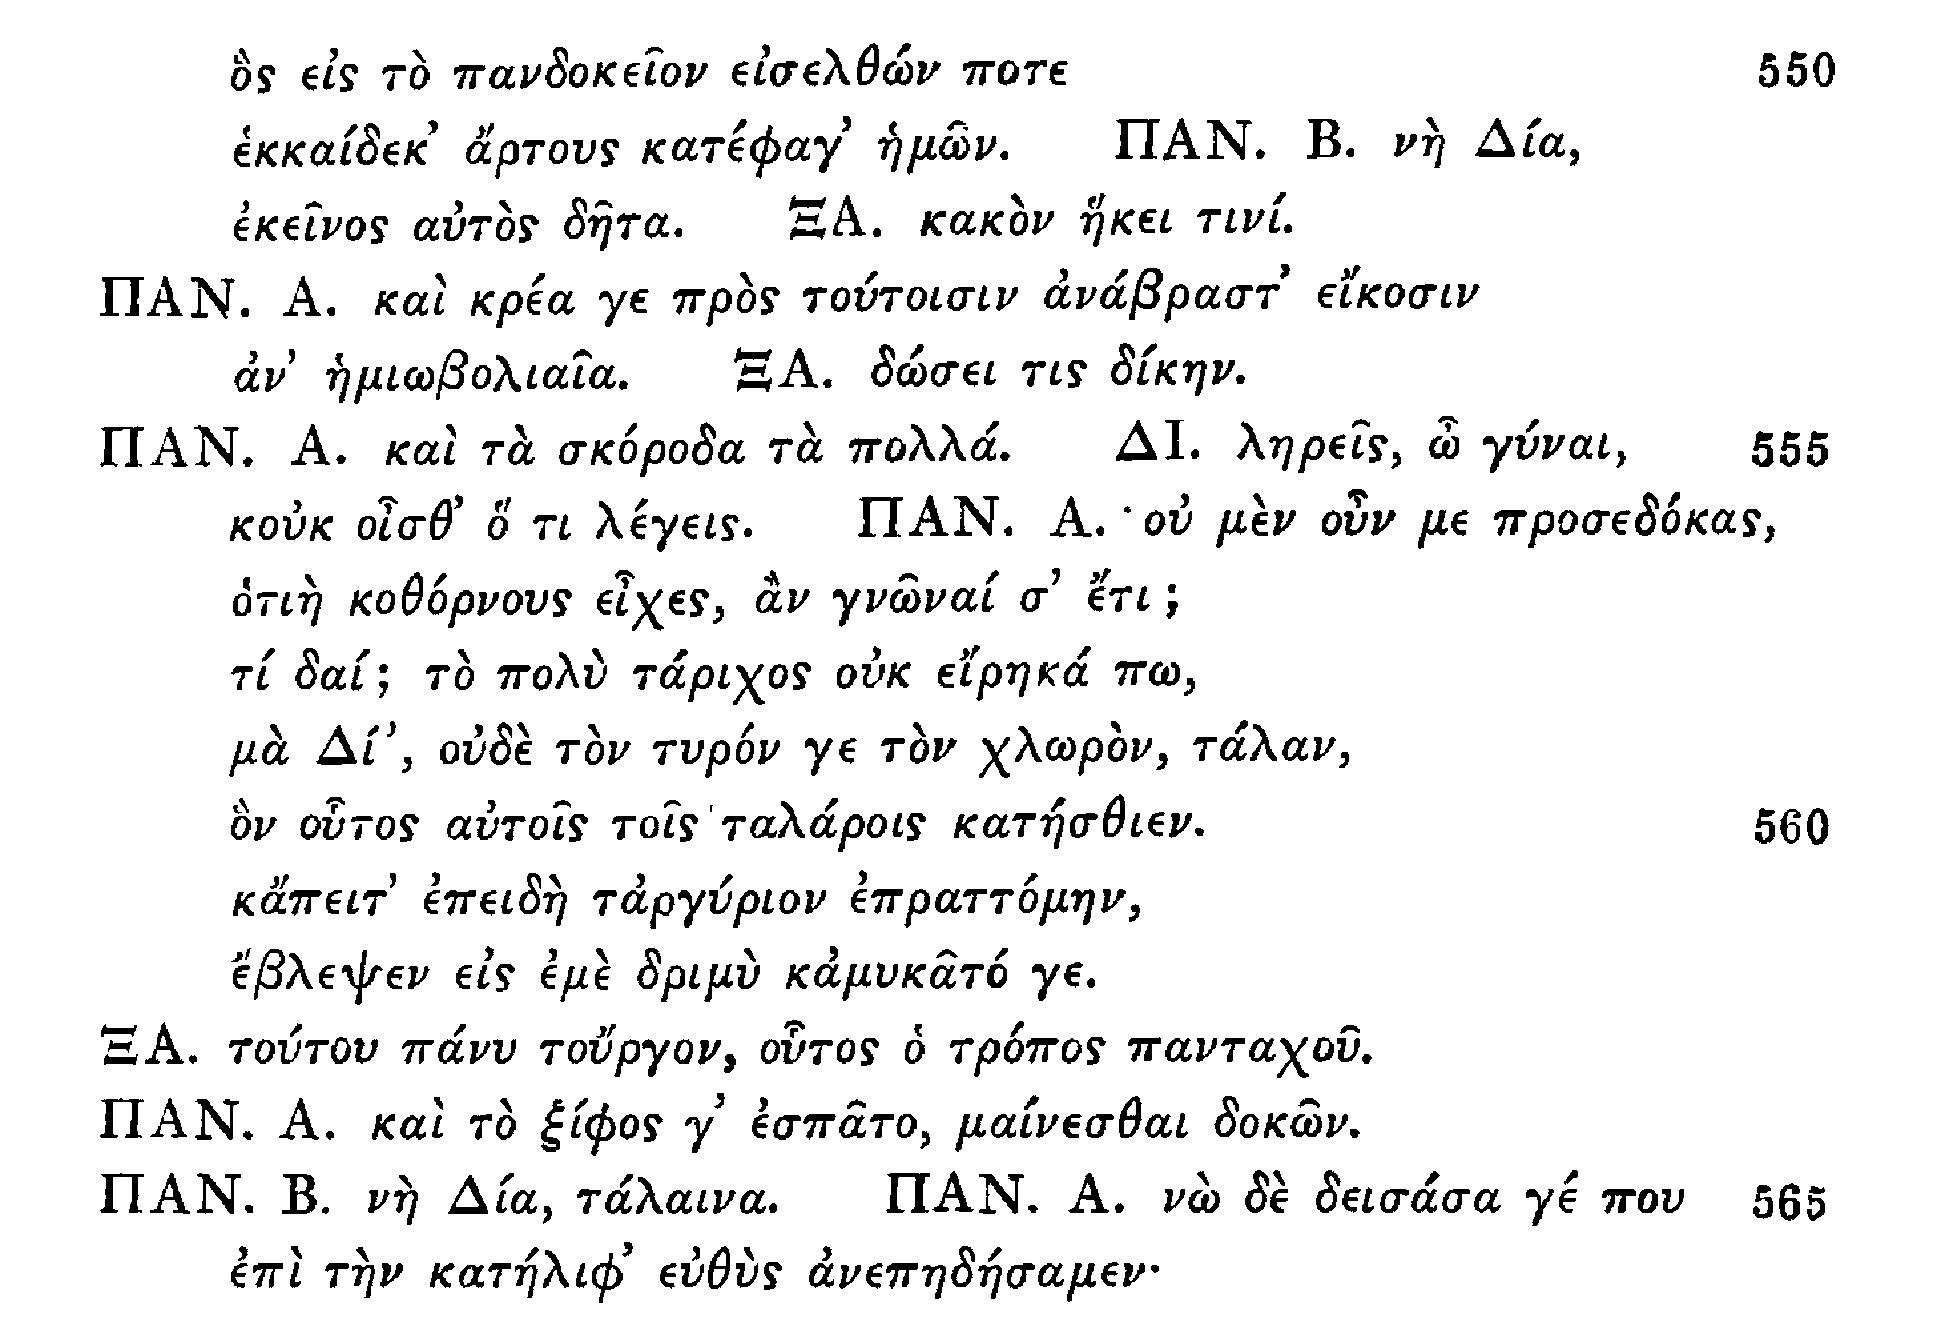 ὃς εἰς τὸ πανδοκεῖον εἰσελθών ποτε 550
ἑκκαίδεκ’ ἄρτους κατέφαγ’ ἡμῶν. ΠΑΝ. Β. νὴ Δία,
ἐκεῖνος αὐτὸς δῆτα. ΞΑ. κακὸν ἥκει τινί.
ΠΑΝ. Α. καὶ κρέα γε πρὸς τούτοισιν ἀνάβραστ’ εἴκοσιν
ἀν’ ἡμιωβολιαῖα. ΞΑ. δώσει τις δίκην.
ΠΑΝ. Α. καὶ τὰ σκόροδα τὰ πολλά. ΔΙ. ληρεῖς, ὦ γύναι, 555
κοὐκ οἶσθ’ ὅ τι λέγεις. ΠΑΝ. Α. οὐ μὲν οὖν με προσεδόκας,
ὁτιὴ κοθόρνους εἶχες, ἂν γνῶναί σ’ ἔτι ;
τί δαί ; τὸ πολὺ τάριχος οὐκ εἴρηκά πω,
μὰ Δί’, οὐδὲ τὸν τυρόν γε τὸν χλωρὸν, τάλαν,
ὃν οὗτος αὐτοῖς τοῖς ταλάροις κατήσθιεν. 560
κἄπειτ’ ἐπειδὴ τἀργύριον ἐπραττόμην,
ἔβλεψεν εἰς ἐμὲ δριμὺ κἀμυκᾶτό γε.
ΞΑ. τούτου πάνυ τοὔργον, οὗτος ὁ τρόπος πανταχοῦ.
ΠΑΝ. Α. καὶ τὸ ξίφος γ’ ἐσπᾶτο, μαίνεσθαι δοκῶν.
ΠΑΝ. Β. νὴ Δία, τάλαινα. ΠΑΝ. Α. νὼ δὲ δεισάσα γέ που 565
ἐπὶ τὴν κατήλιφ’ εὐθὺς ἀνεπηδήσαμεν·